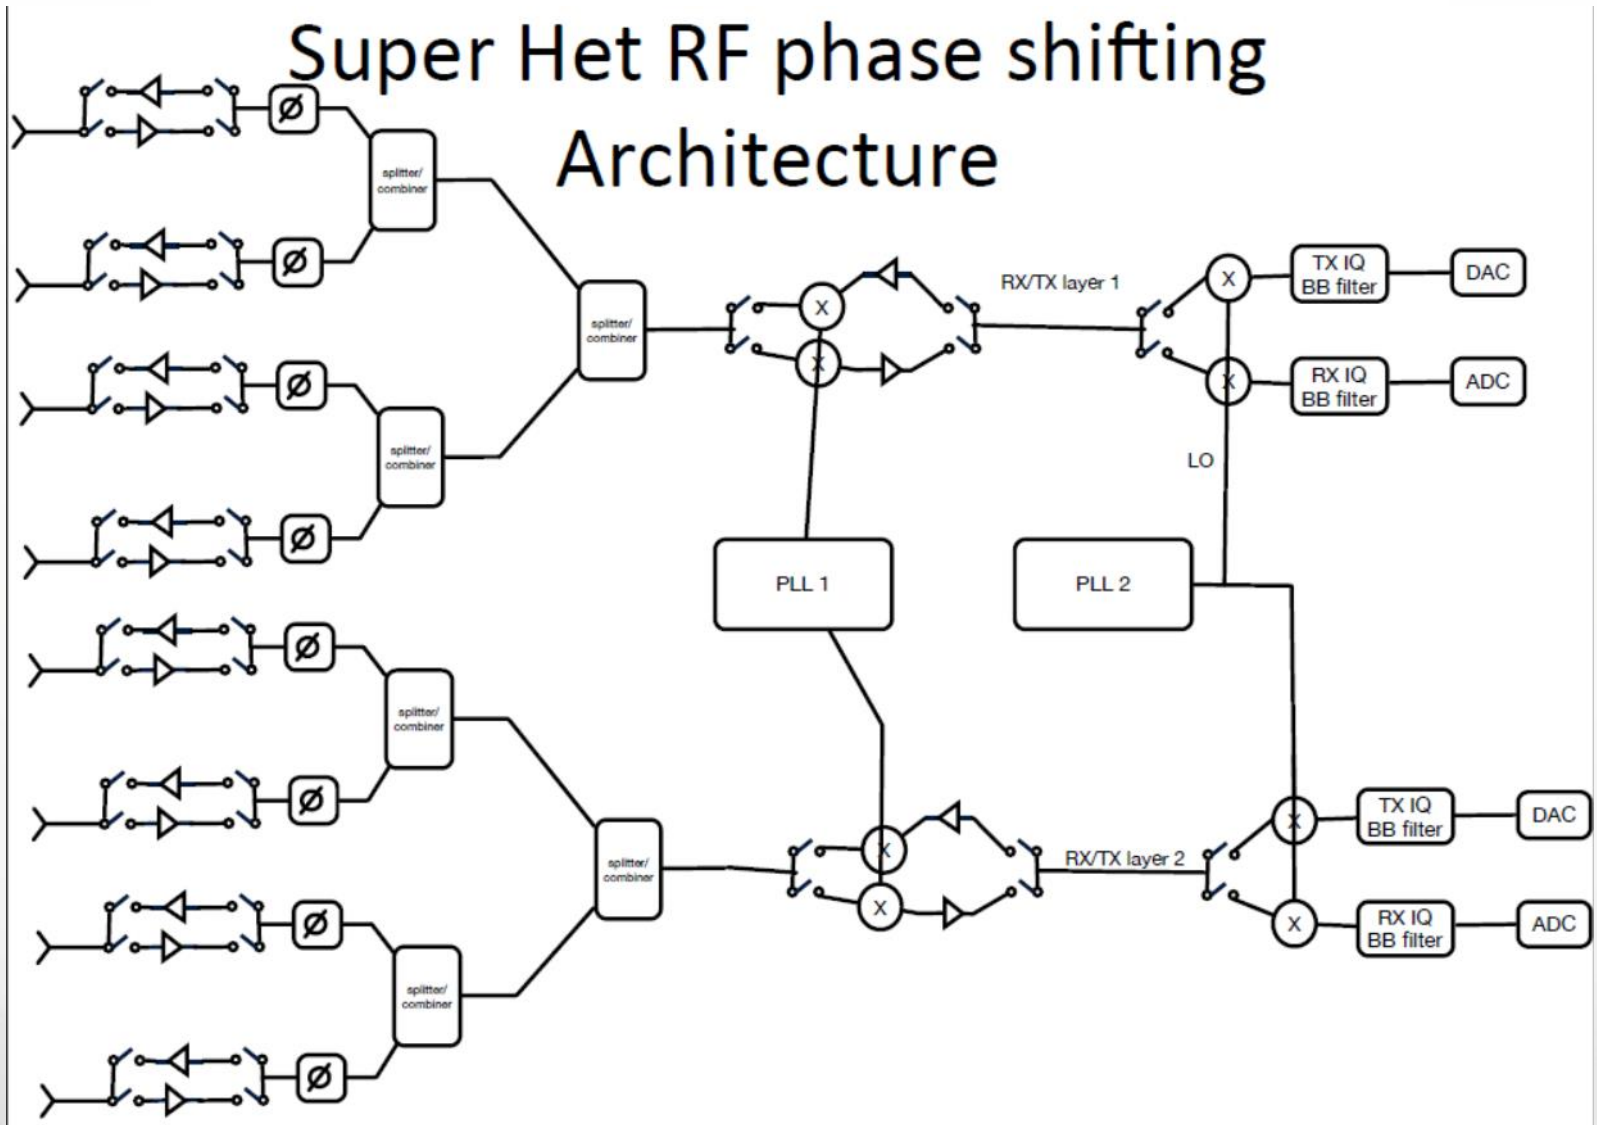 Super Het RF phase shifting
Architecture
Ø
splitter/
combiner
Ø
Ø
splitter/
combiner
Ø
splitter/
combiner
X
X
RX/TX layer 1
X
TX IQ
BB filter
DAC
X
RX IQ
BB filter
ADC
LO
PLL 1
PLL 2
Ø
splitter/
combiner
Ø
Ø
splitter/
combiner
Ø
splitter/
combiner
X
X
RX/TX layer 2
X
TX IQ
BB filter
DAC
X
RX IQ
BB filter
ADC